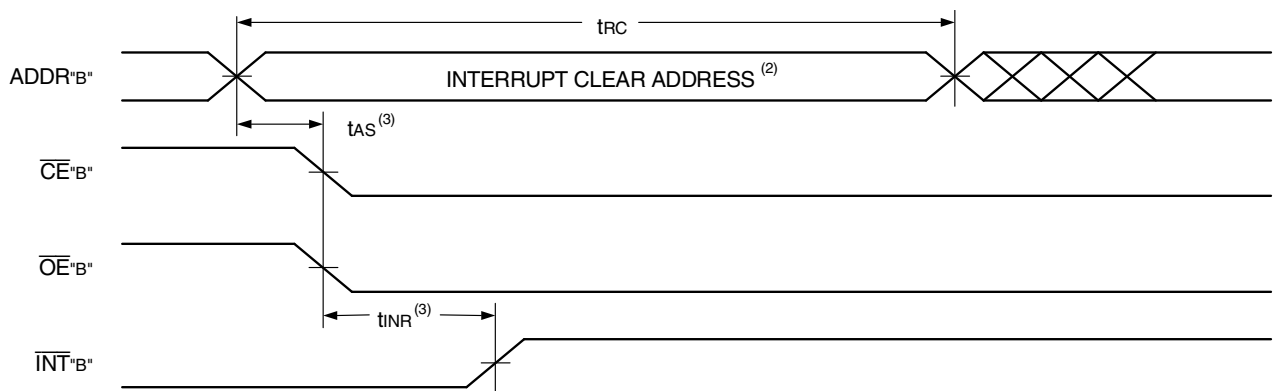 tRC
ADDR"B"
INTERRUPT CLEAR ADDRESS (2)
tAS(3)
CE"B"
OE"B"
tINR(3)
INT"B"